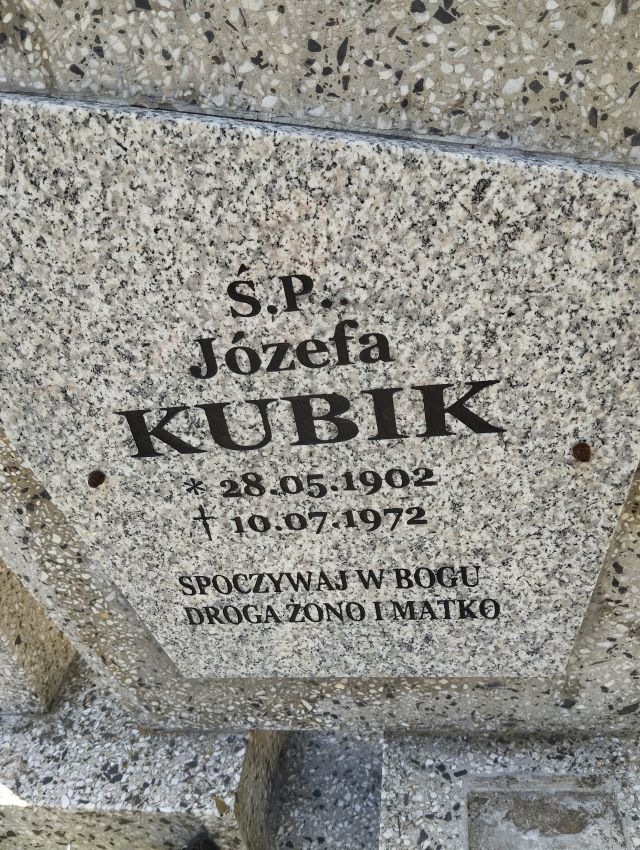 Ś.P..
Józefa
KUBIK
* 28.05.1902
† 10.07.1972
SPOCZYWAJ W BOGU
DROGA ŻONO I MATKO